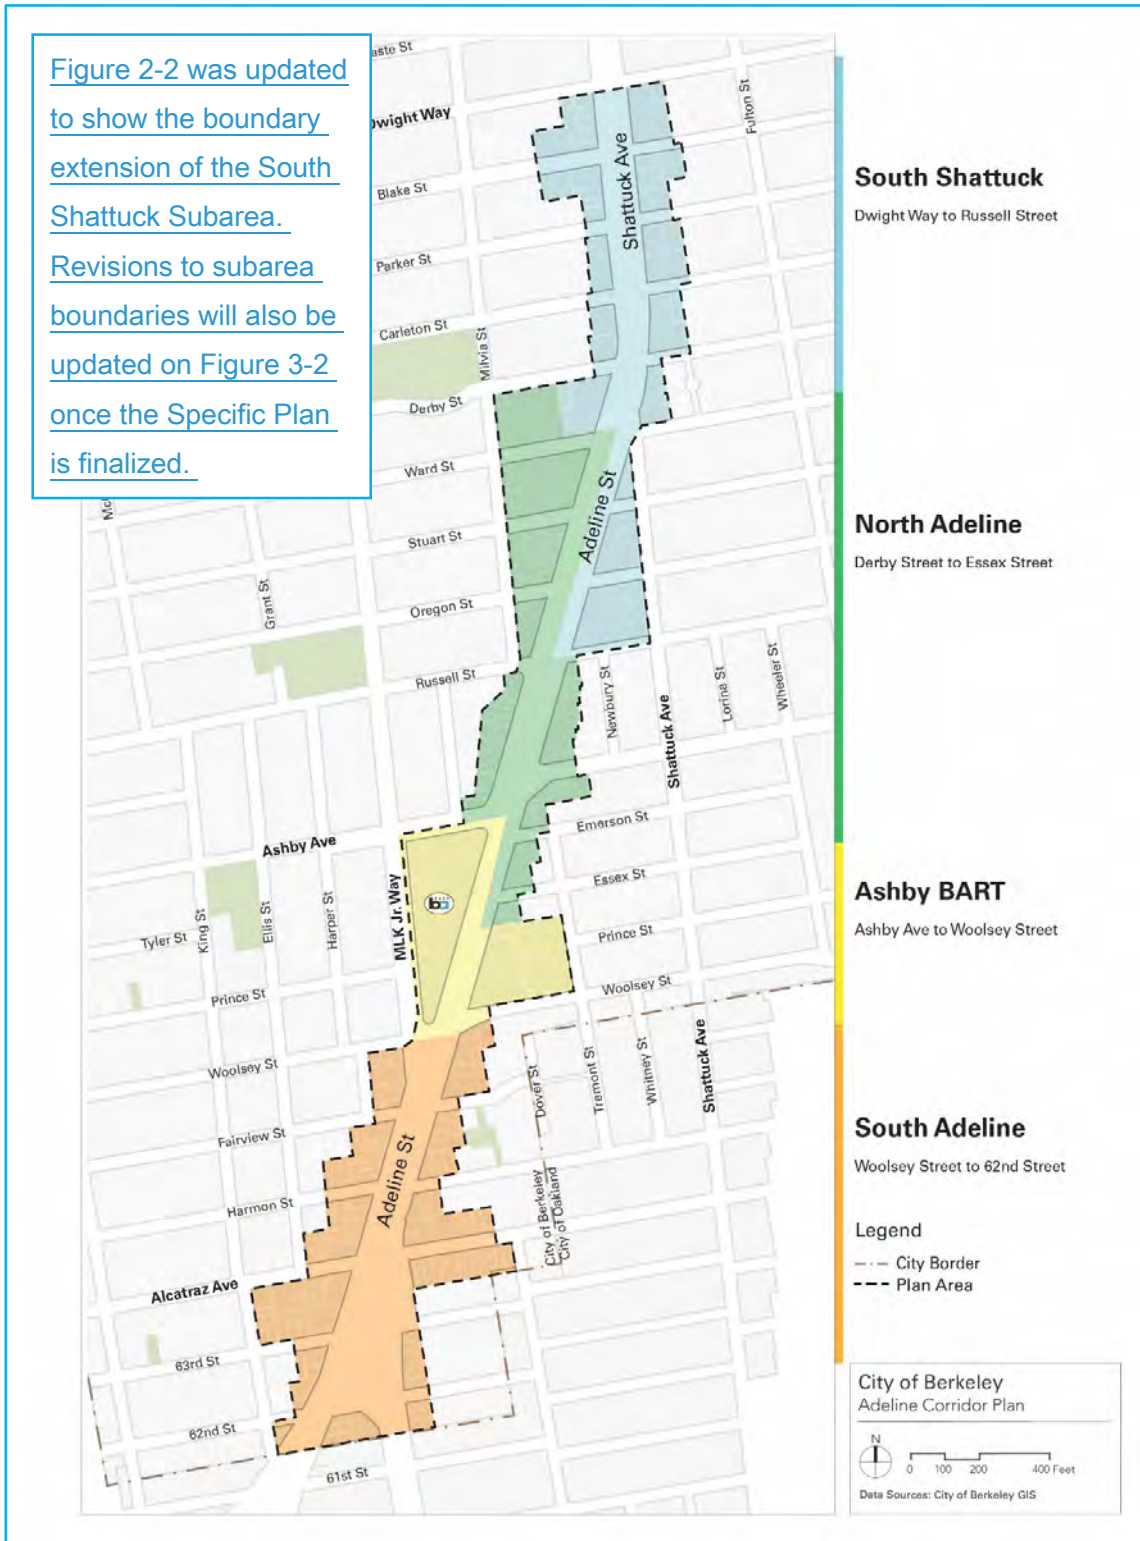 Figure 2-2 was updated
to show the boundary
extension of the South
Shattuck Subarea.
Revisions to subarea
boundaries will also be
updated on Figure 3-2
once the Specific Plan
is finalized.
Dwight Way
Blake St
Parker St
Carleton St
Derby St
Ward St
Stuart St
Oregon St
Russell St
Milvia St
Grant St
Fulton St
Shattuck Ave
Adeline St
Newbury St
Shattuck Ave
Lorina St
Wheeler St
Ashby Ave
Emerson St
Essex St
Prince St
Woolsey St
MLK Jr. Way
Tyler St
King St
Ellis St
Harper St
Prince St
Woolsey St
Fairview St
Harmon St
Alcatraz Ave
63rd St
62nd St
61st St
Adeline St
Dover St
Tremont St
Whitney St
Shattuck Ave
City of Berkeley
City of Oakland
South Shattuck
Dwight Way to Russell Street
North Adeline
Derby Street to Essex Street
Ashby BART
Ashby Ave to Woolsey Street
South Adeline
Woolsey Street to 62nd Street
Legend
City Border
Plan Area
City of Berkeley
Adeline Corridor Plan
N
0 100 200 400 Feet
Data Sources: City of Berkeley GIS